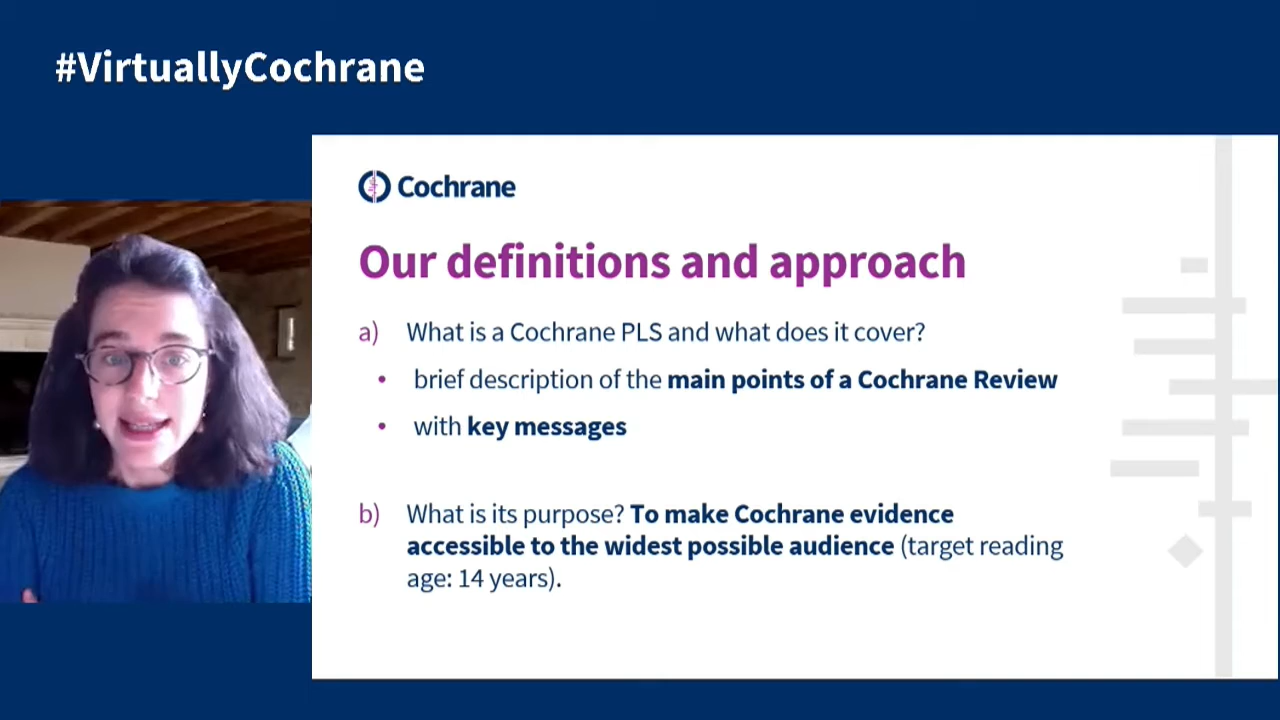 #VirtuallyCochrane
Cochrane
Our definitions and approach
a) What is a Cochrane PLS and what does it cover?
• brief description of the main points of a Cochrane Review
• with key messages
b) What is its purpose? To make Cochrane evidence
accessible to the widest possible audience (target reading
age: 14 years).